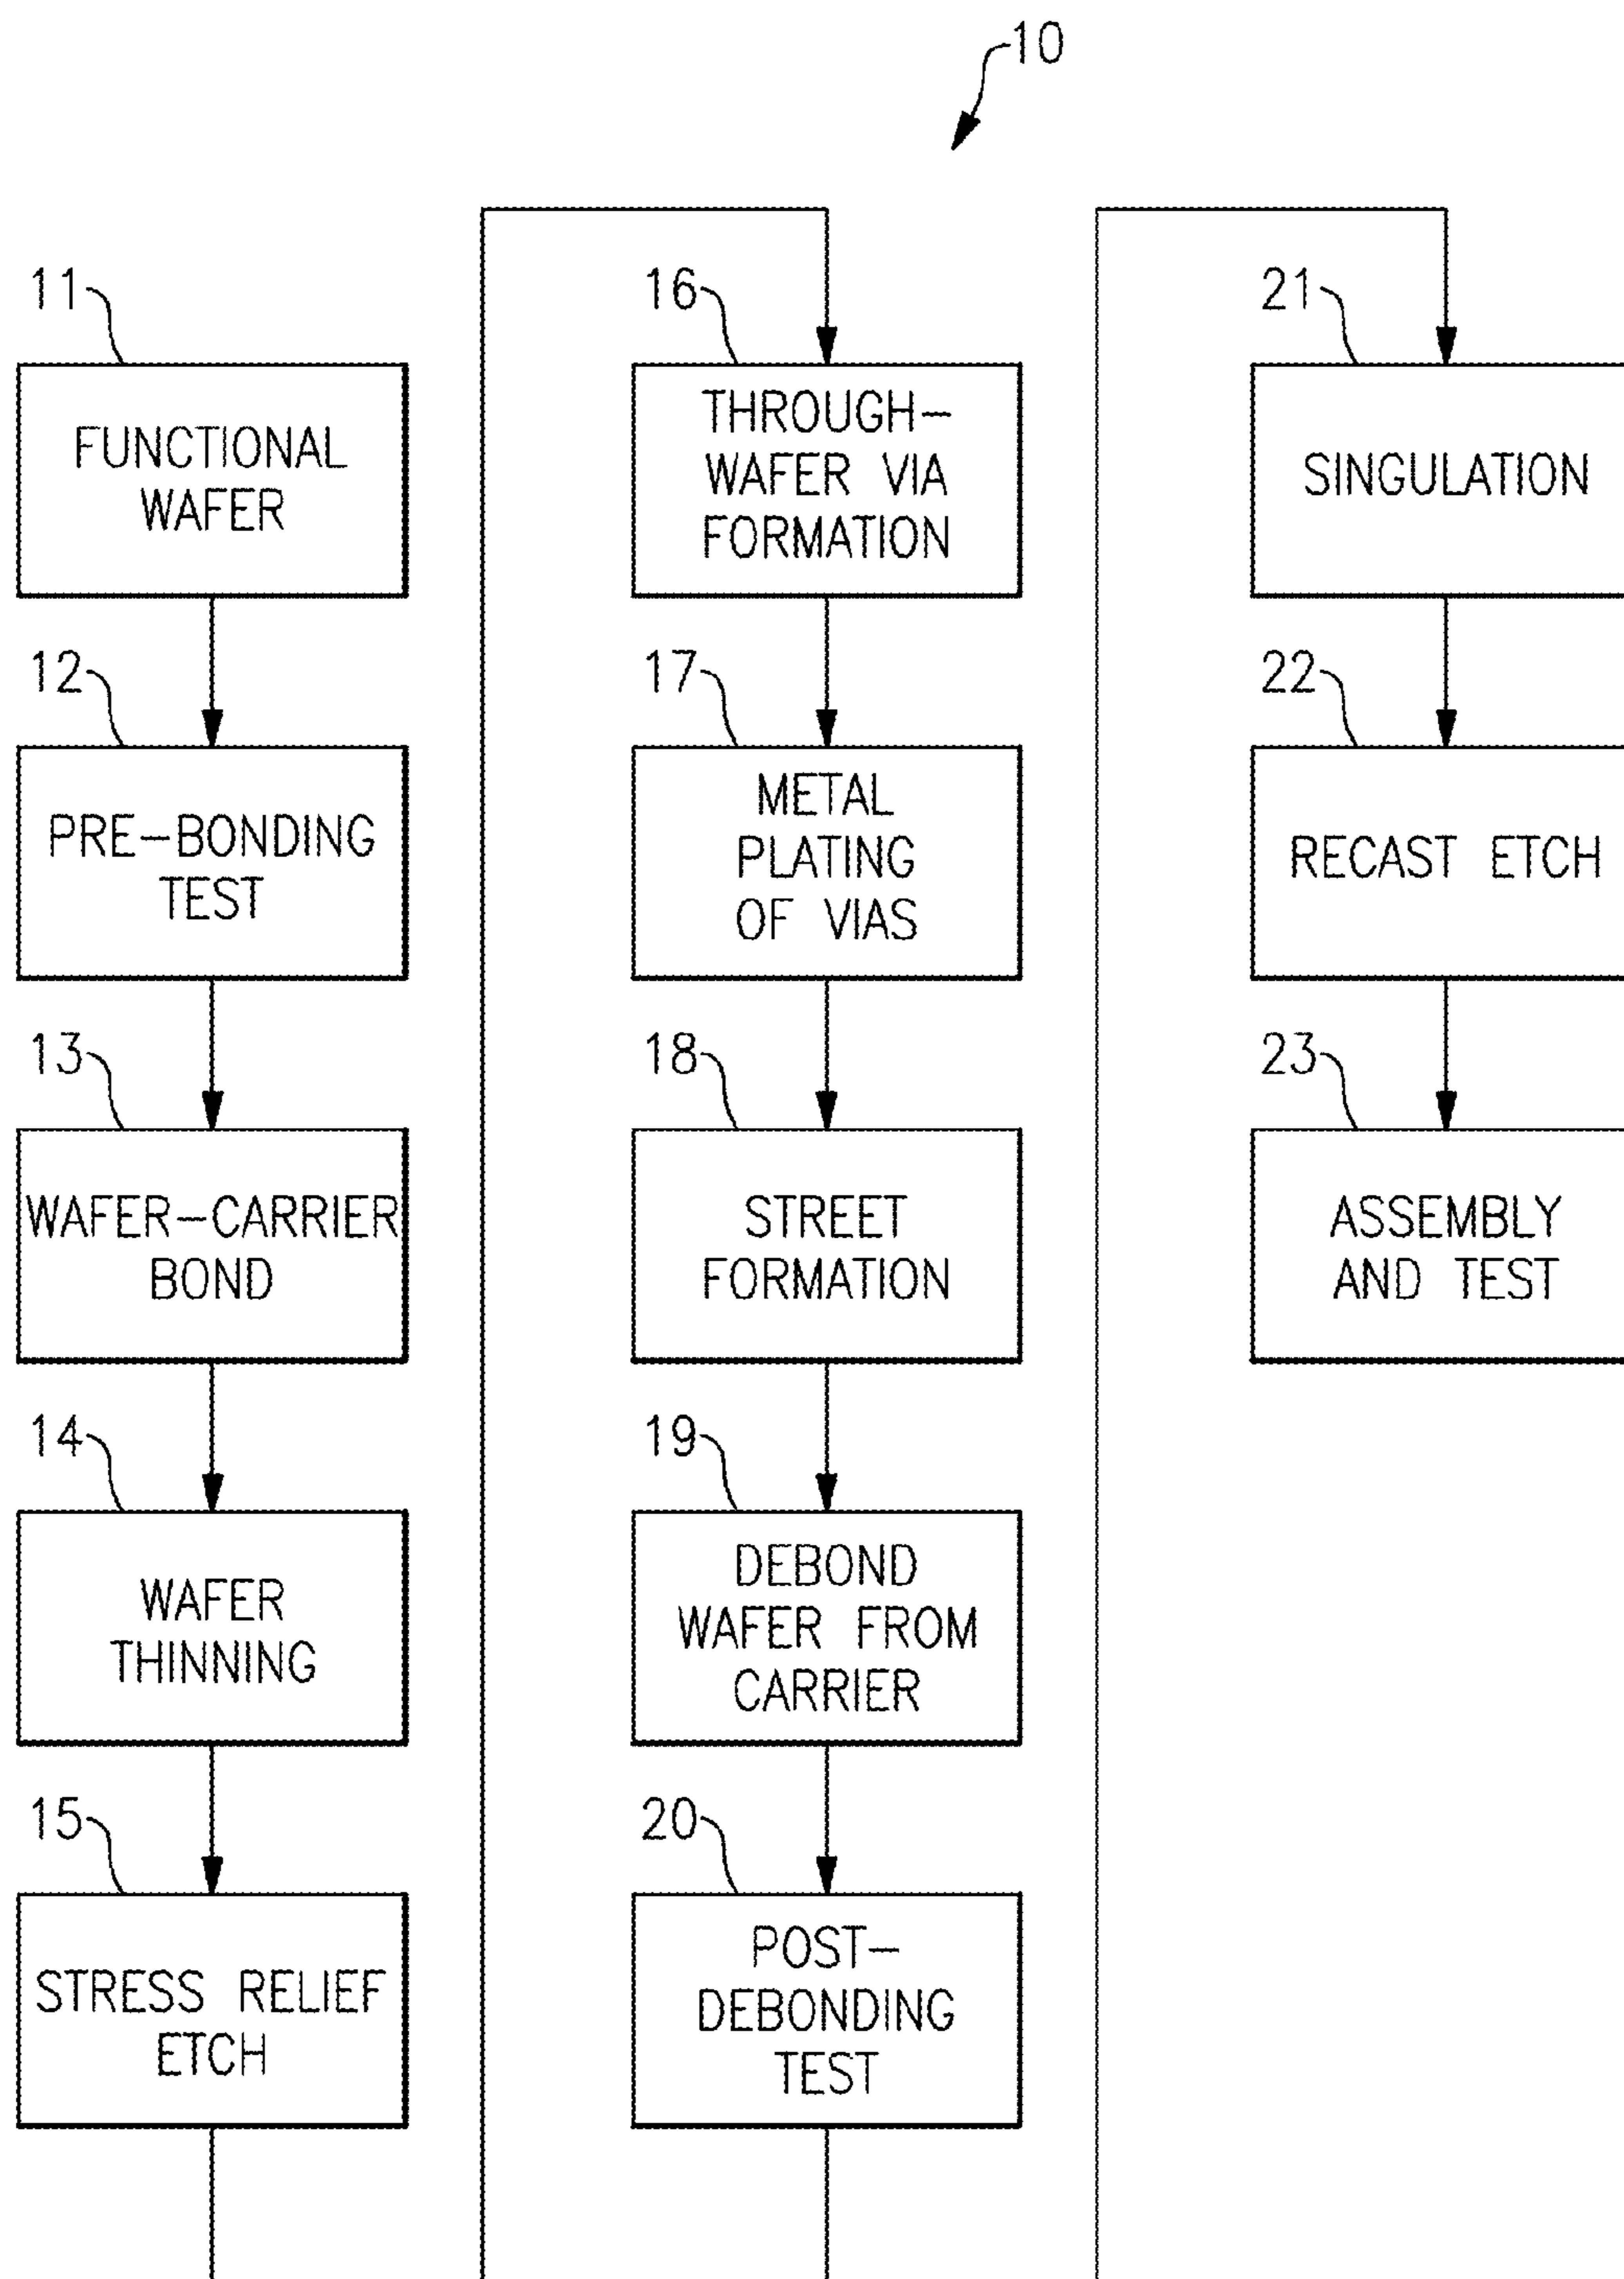 10
11
FUNCTIONAL
WAFER
12
PRE-BONDING
TEST
13
WAFER-CARRIER
BOND
14
WAFER
THINNING
15
STRESS RELIEF
ETCH
16
THROUGH-
WAFER VIA
FORMATION
17
METAL
PLATING
OF VIAS
18
STREET
FORMATION
19
DEBOND
WAFER FROM
CARRIER
20
POST-
DEBONDING
TEST
21
SINGULATION
22
RECAST ETCH
23
ASSEMBLY
AND TEST